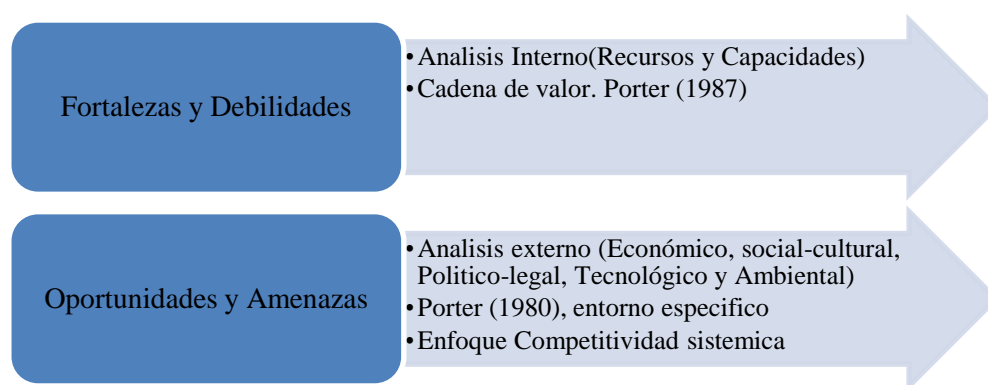 Fortalezas y Debilidades
•Analisis Interno(Recursos y Capacidades)
•Cadena de valor. Porter (1987)
Oportunidades y Amenazas
•Analisis externo (Económico, social-cultural,
Politico-legal, Tecnológico y Ambiental)
•Porter (1980), entorno especifico
•Enfoque Competitividad sistemica